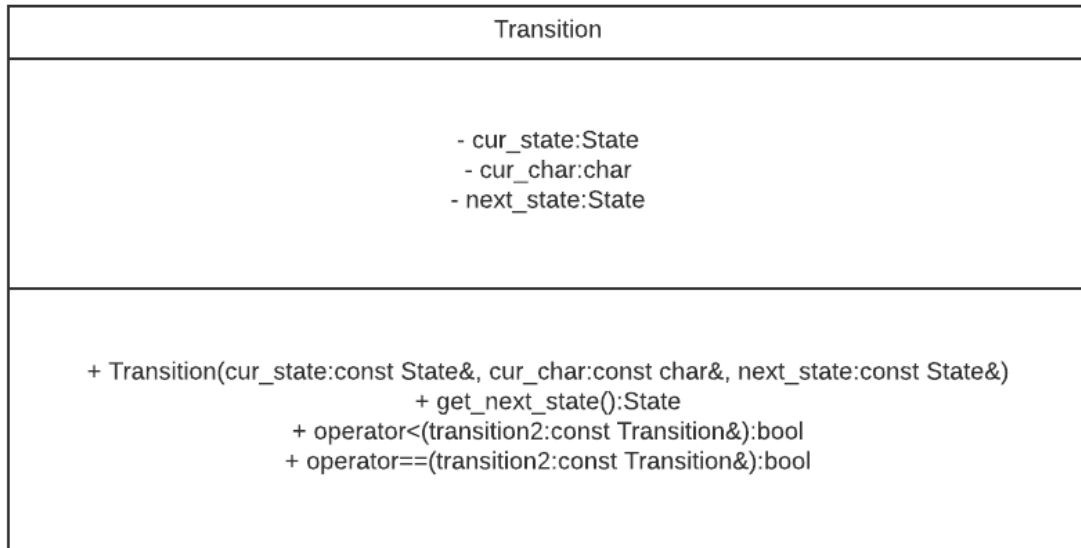 Transition
- cur_state:State
- cur_char:char
- next_state:State
+ Transition(cur_state:const State&, cur_char:const char&, next_state:const State&)
+ get_next_state():State
+ operator<(transition2:const Transition&):bool
+ operator==(transition2:const Transition&):bool